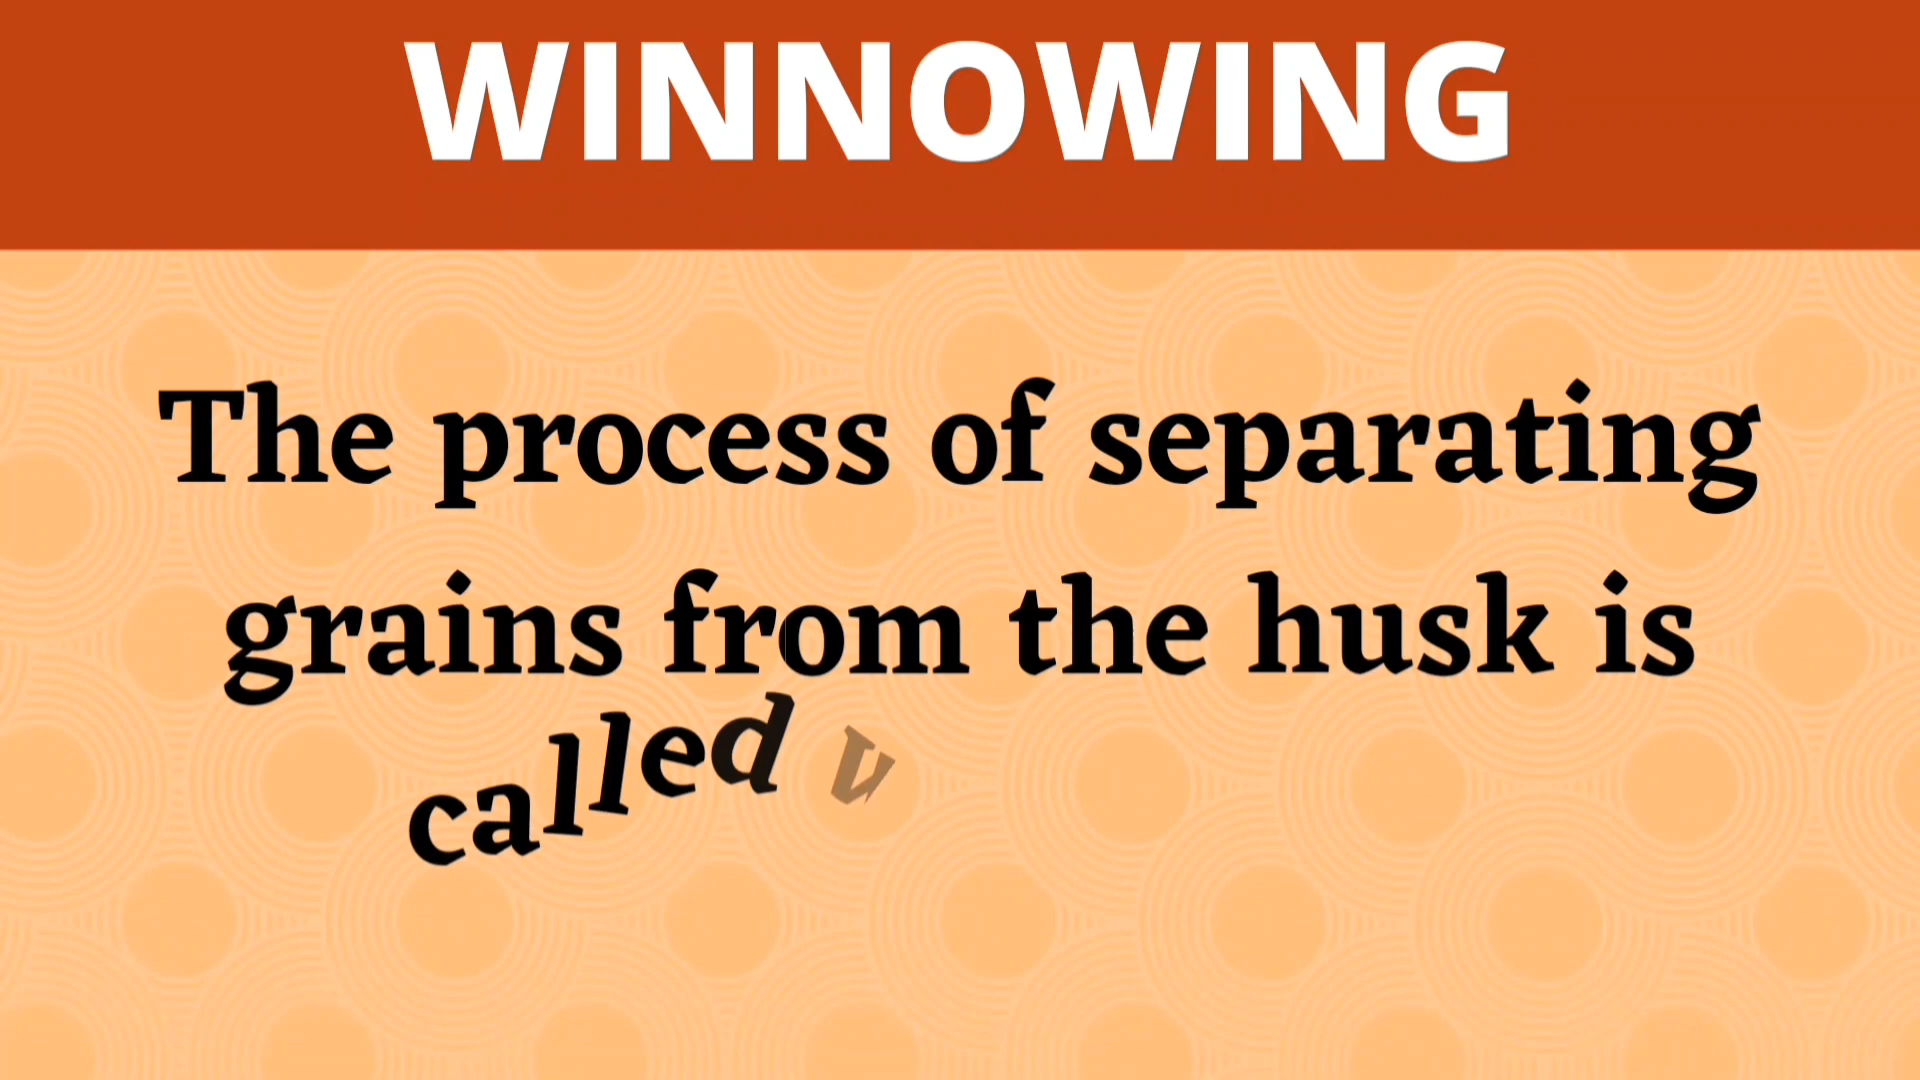 WINNOWING
The process of separating
grains from the husk is
called